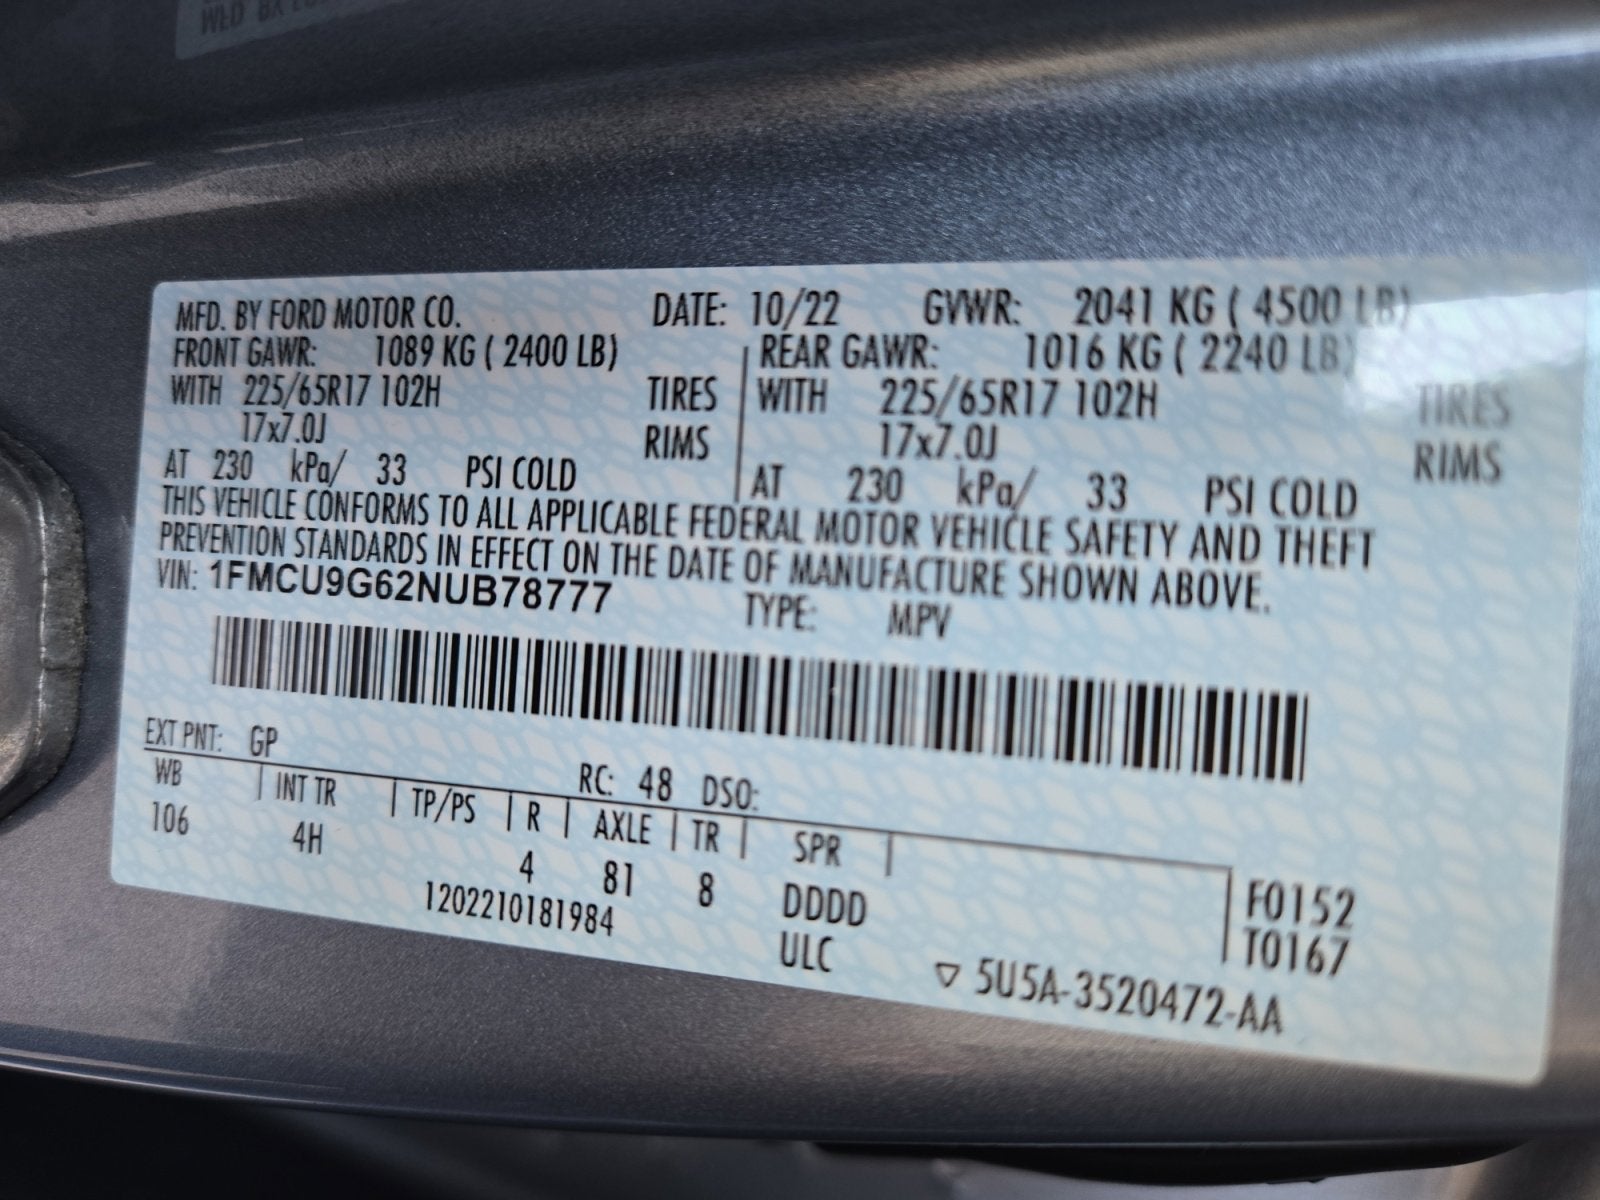 MFD. BY FORD MOTOR CO. DATE: 10/22 GVWR: 2041 KG ( 4500 LB)
FRONT GAWR: 1089 KG ( 2400 LB) REAR GAWR: 1016 KG ( 2240 LB)
WITH 225/65R17 102H TIRES WITH 225/65R17 102H TIRES
17x7.0J RIMS 17x7.0J RIMS
AT 230 kPa/ 33 PSI COLD AT 230 kPa/ 33 PSI COLD
THIS VEHICLE CONFORMS TO ALL APPLICABLE FEDERAL MOTOR VEHICLE SAFETY AND THEFT
PREVENTION STANDARDS IN EFFECT ON THE DATE OF MANUFACTURE SHOWN ABOVE.
VIN: 1FMCU9G62NUB78777 TYPE: MPV
EXT PNT: GP RC: 48 DSO:
WB INT TR TP/PS R AXLE TR SPR
106 4H 4 81 8 DDDD F0152
1202210181984 ULC T0167
▽ 5U5A-3520472-AA